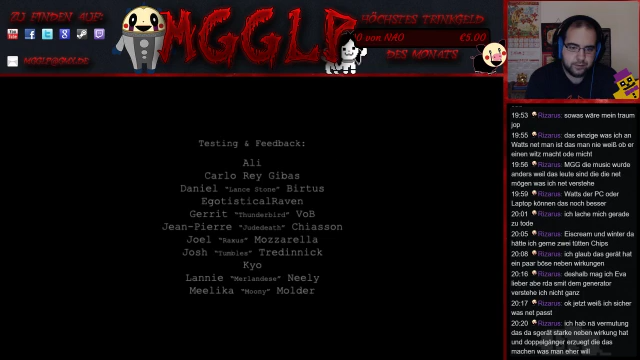 ZU FINDEN AUF:
MGGLP@GMX.DE
MGGLP
HÖCHSTES TRINKGELD
00 von NAO €5.00
DES MONATS
Testing & Feedback:
Ali
Carlo Rey Gibas
Daniel "Lance Stone" Birtus
EgotisticalRaven
Gerrit "Thunderbird" VoB
Jean-Pierre "Judedeath" Chiasson
Joel "Raxus" Mozzarella
Josh "Tumbles" Tredinnick
Kyo
Lannie "Merlandese" Neely
Meelika "Moony" Molder
19:53 Rizarus: sowas wäre mein traum
jop
19:55 Rizarus: das einzige was ich an
Watts net man ist das man nie weiß ob er
einen witz macht ode micht
19:56 Rizarus: MGG die music wurde
anders weil das leute sind die die net
mögen was ich net verstehe
19:59 Rizarus: Watts der PC oder
Laptop können das noch besser
20:01 Rizarus: ich lache mich gerade
zu tode
20:05 Rizarus: Eiscream und winter da
hätte ich gerne zwei tütten Chips
20:08 Rizarus: ich glaub das gerät hat
ein paar böse neben wirkungen
20:16 Rizarus: deshalb mag ich Eva
lieber abe rda smit dem generator
verstehe ich nicht ganz
20:17 Rizarus: ok jetzt weiß ich sicher
was net passt
20:20 Rizarus: ich hab nä vermutung
das da sgerät starke neben wirkung hat
und doppelgänger erzuegt die das
machen was man eher will